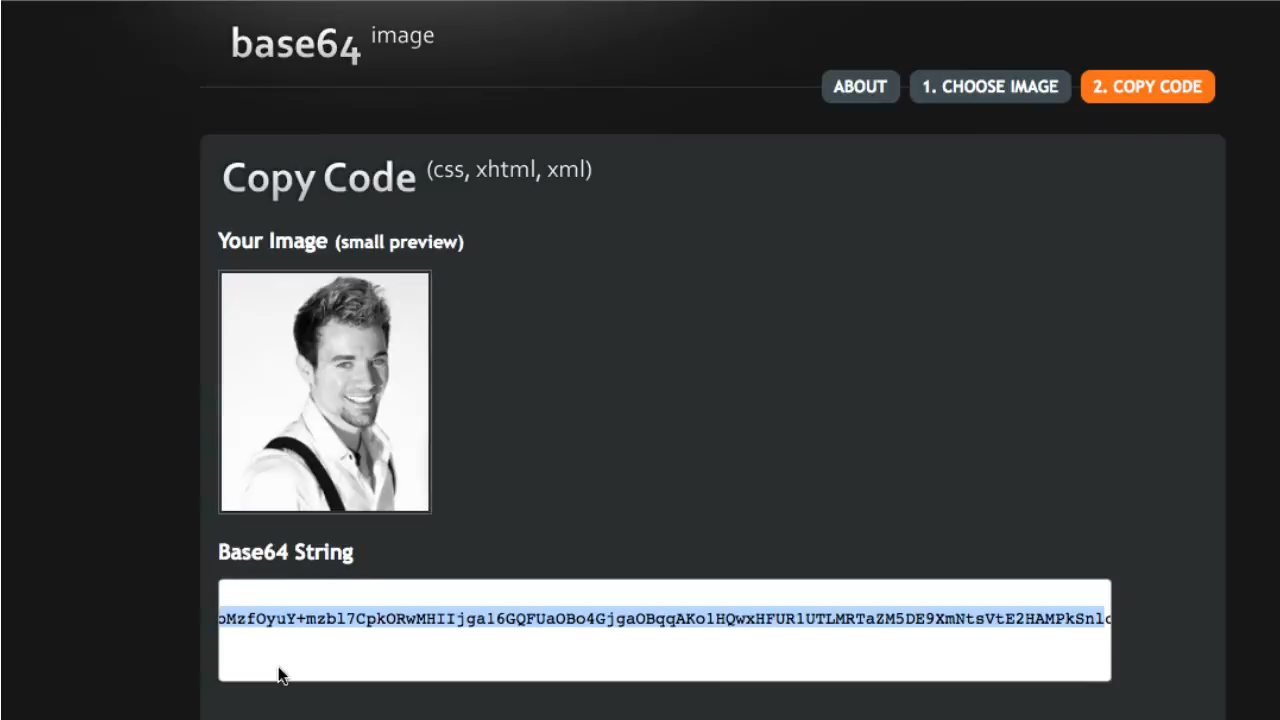 base64 image
ABOUT 1. CHOOSE IMAGE 2. COPY CODE
Copy Code (css, xhtml, xml)
Your Image (small preview)
Base64 String
MzfOyuY+mzbl7CpkORwMHIIjga16GQFUaOBo4GjgaOBqqAKo1HQwxHFUR1UTLMRTaZM5DE9XmNtsVtE2HAMPkSnl